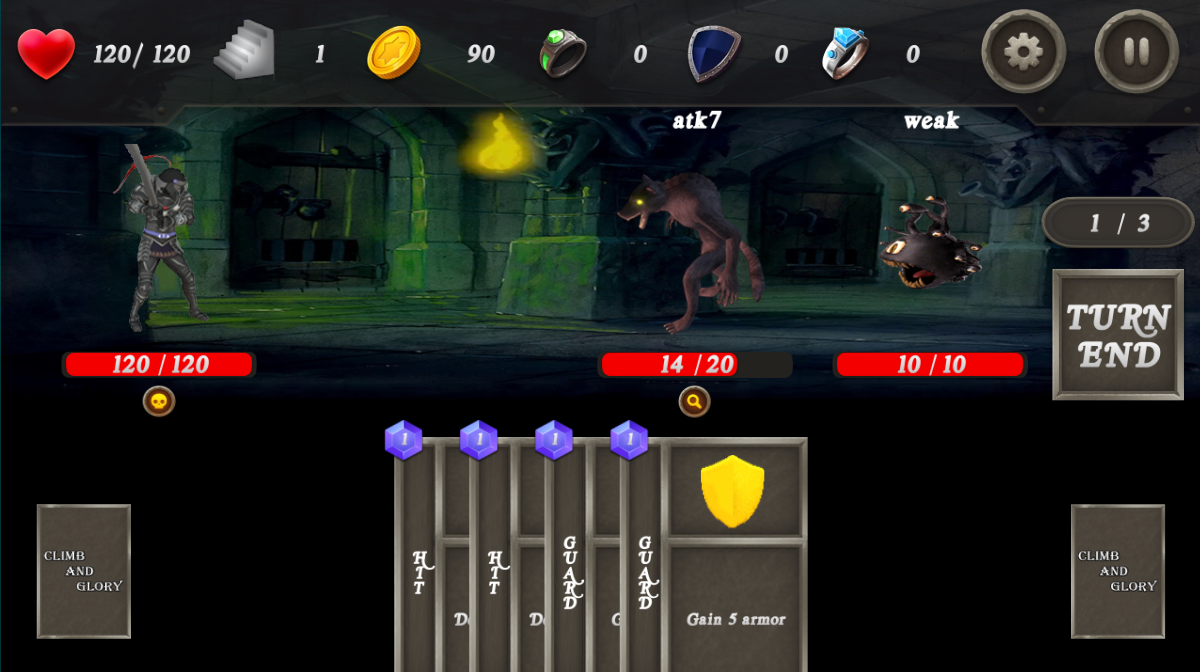 120 / 120
1
90
0
0
0
atk7
weak
1 / 3
TURN
END
120 / 120
14 / 20
10 / 10
1
1
1
1
HIT
HIT
GUARD
GUARD
D
D
G
Gain 5 armor
CLIMB
AND
GLORY
CLIMB
AND
GLORY